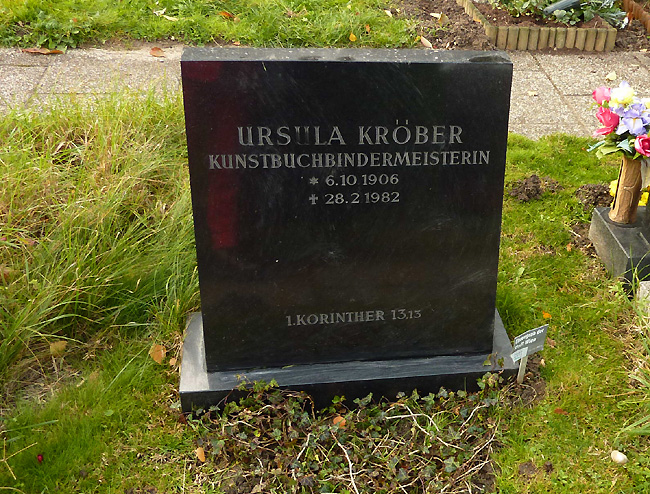 URSULA KRÖBER
KUNSTBUCHBINDERMEISTERIN
* 6.10 1906
✝ 28.2 1982
1.KORINTHER 13,13